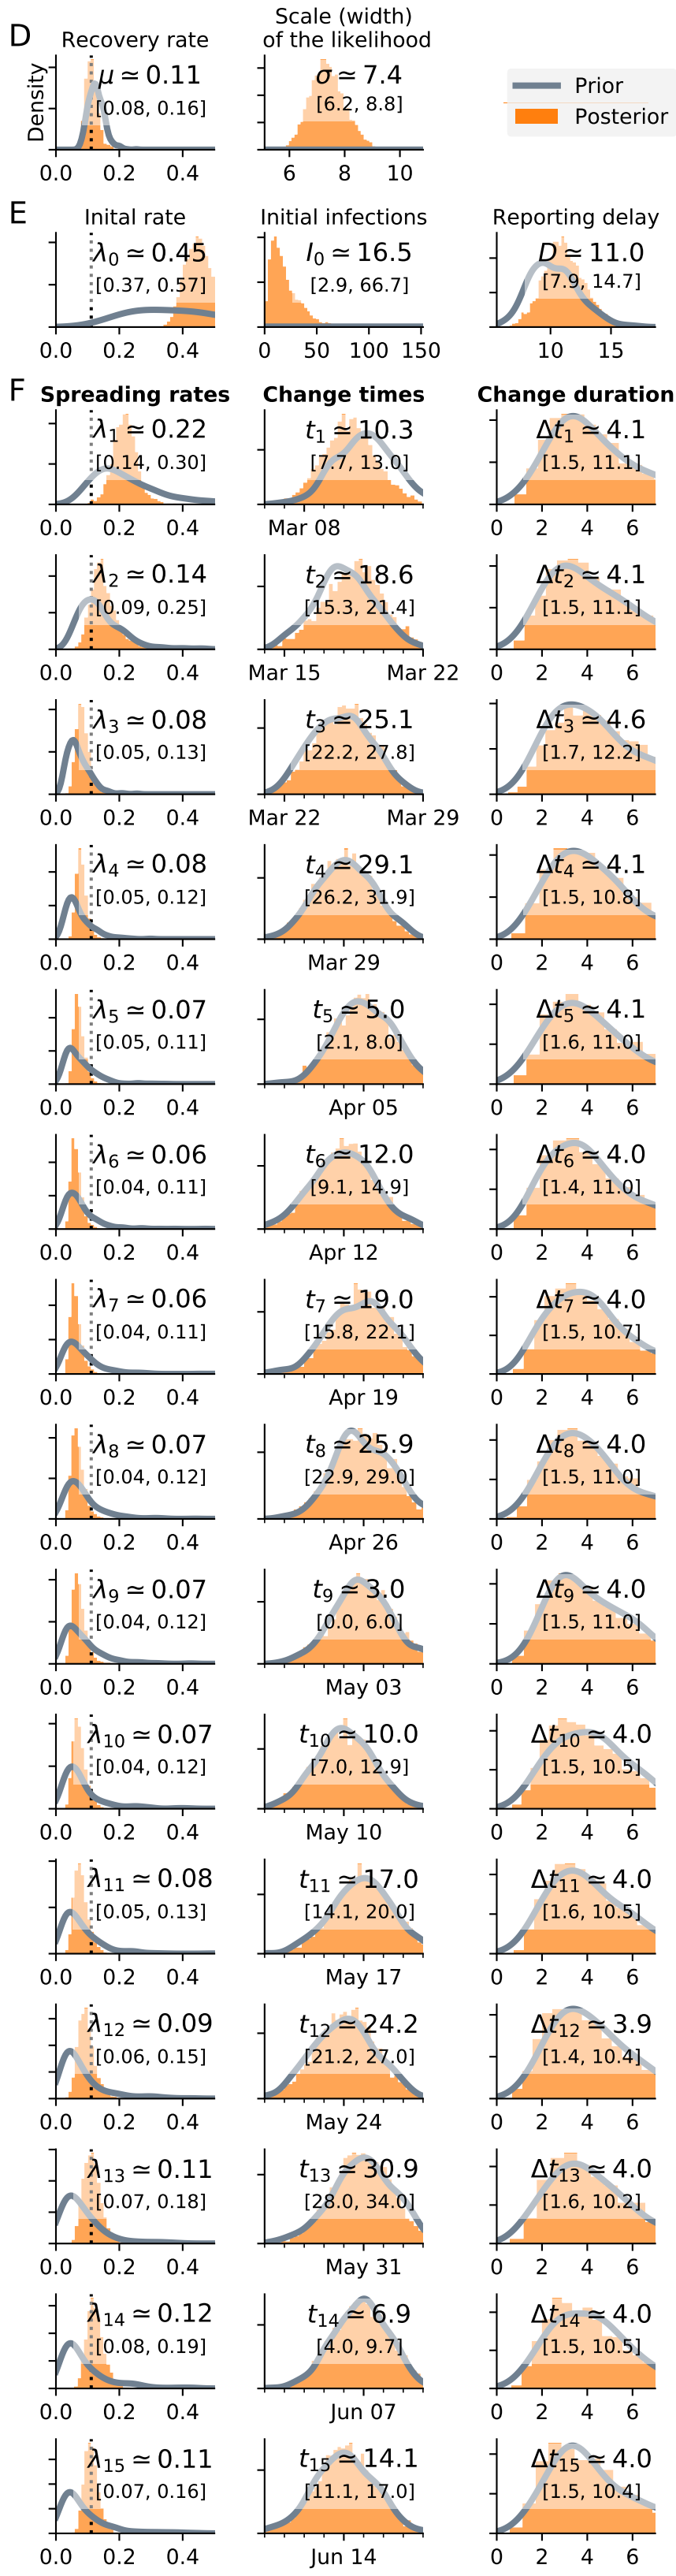 D
Recovery rate
Scale (width)
of the likelihood
Density
μ ≃ 0.11
[0.08, 0.16]
0.0 0.2 0.4
σ ≃ 7.4
[6.2, 8.8]
6 8 10
Prior
Posterior
E
Inital rate
Initial infections
Reporting delay
λ0 ≃ 0.45
[0.37, 0.57]
0.0 0.2 0.4
I0 ≃ 16.5
[2.9, 66.7]
0 50 100 150
D ≃ 11.0
[7.9, 14.7]
10 15
F
Spreading rates
Change times
Change duration
λ1 ≃ 0.22
[0.14, 0.30]
0.0 0.2 0.4
t1 ≃ 10.3
[7.7, 13.0]
Mar 08
Δt1 ≃ 4.1
[1.5, 11.1]
0 2 4 6
λ2 ≃ 0.14
[0.09, 0.25]
0.0 0.2 0.4
t2 ≃ 18.6
[15.3, 21.4]
Mar 15 Mar 22
Δt2 ≃ 4.1
[1.5, 11.1]
0 2 4 6
λ3 ≃ 0.08
[0.05, 0.13]
0.0 0.2 0.4
t3 ≃ 25.1
[22.2, 27.8]
Mar 22 Mar 29
Δt3 ≃ 4.6
[1.7, 12.2]
0 2 4 6
λ4 ≃ 0.08
[0.05, 0.12]
0.0 0.2 0.4
t4 ≃ 29.1
[26.2, 31.9]
Mar 29
Δt4 ≃ 4.1
[1.5, 10.8]
0 2 4 6
λ5 ≃ 0.07
[0.05, 0.11]
0.0 0.2 0.4
t5 ≃ 5.0
[2.1, 8.0]
Apr 05
Δt5 ≃ 4.1
[1.6, 11.0]
0 2 4 6
λ6 ≃ 0.06
[0.04, 0.11]
0.0 0.2 0.4
t6 ≃ 12.0
[9.1, 14.9]
Apr 12
Δt6 ≃ 4.0
[1.4, 11.0]
0 2 4 6
λ7 ≃ 0.06
[0.04, 0.11]
0.0 0.2 0.4
t7 ≃ 19.0
[15.8, 22.1]
Apr 19
Δt7 ≃ 4.0
[1.5, 10.7]
0 2 4 6
λ8 ≃ 0.07
[0.04, 0.12]
0.0 0.2 0.4
t8 ≃ 25.9
[22.9, 29.0]
Apr 26
Δt8 ≃ 4.0
[1.5, 11.0]
0 2 4 6
λ9 ≃ 0.07
[0.04, 0.12]
0.0 0.2 0.4
t9 ≃ 3.0
[0.0, 6.0]
May 03
Δt9 ≃ 4.0
[1.5, 11.0]
0 2 4 6
λ10 ≃ 0.07
[0.04, 0.12]
0.0 0.2 0.4
t10 ≃ 10.0
[7.0, 12.9]
May 10
Δt10 ≃ 4.0
[1.5, 10.5]
0 2 4 6
λ11 ≃ 0.08
[0.05, 0.13]
0.0 0.2 0.4
t11 ≃ 17.0
[14.1, 20.0]
May 17
Δt11 ≃ 4.0
[1.6, 10.5]
0 2 4 6
λ12 ≃ 0.09
[0.06, 0.15]
0.0 0.2 0.4
t12 ≃ 24.2
[21.2, 27.0]
May 24
Δt12 ≃ 3.9
[1.4, 10.4]
0 2 4 6
λ13 ≃ 0.11
[0.07, 0.18]
0.0 0.2 0.4
t13 ≃ 30.9
[28.0, 34.0]
May 31
Δt13 ≃ 4.0
[1.6, 10.2]
0 2 4 6
λ14 ≃ 0.12
[0.08, 0.19]
0.0 0.2 0.4
t14 ≃ 6.9
[4.0, 9.7]
Jun 07
Δt14 ≃ 4.0
[1.5, 10.5]
0 2 4 6
λ15 ≃ 0.11
[0.07, 0.16]
0.0 0.2 0.4
t15 ≃ 14.1
[11.1, 17.0]
Jun 14
Δt15 ≃ 4.0
[1.5, 10.4]
0 2 4 6